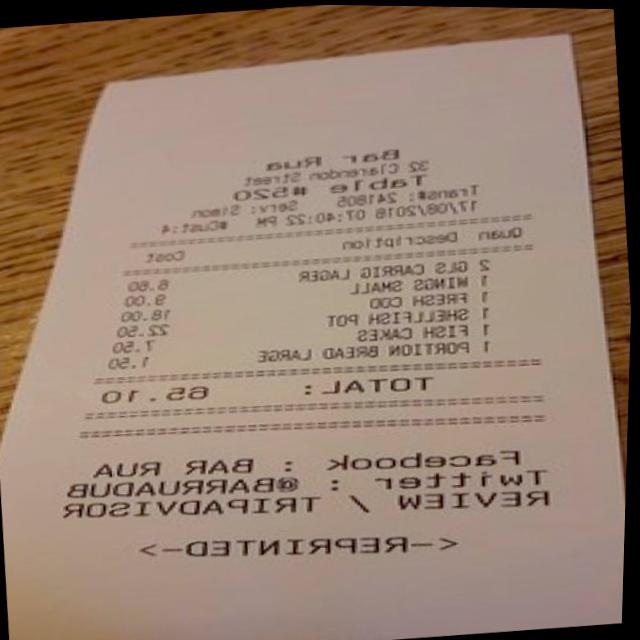 Bar Rua
32 Clarendon Street
Table #520
Trans#: 241805 Serv: Simon
17/08/2018 07:40:22 PM #Cust:4
================================
Quan Description Cost
================================
2 GLS CARRIG LAGER 6.60
1 WINGS SMALL 9.00
1 FRESH COD 18.00
1 SHELLFISH POT 22.50
1 FISH CAKES 7.50
1 PORTION BREAD LARGE 1.50
================================
TOTAL: 65.10
================================
================================
Facebook : BAR RUA
Twitter : @BARRUADUB
REVIEW / TRIPADVISOR
<-REPRINTED->